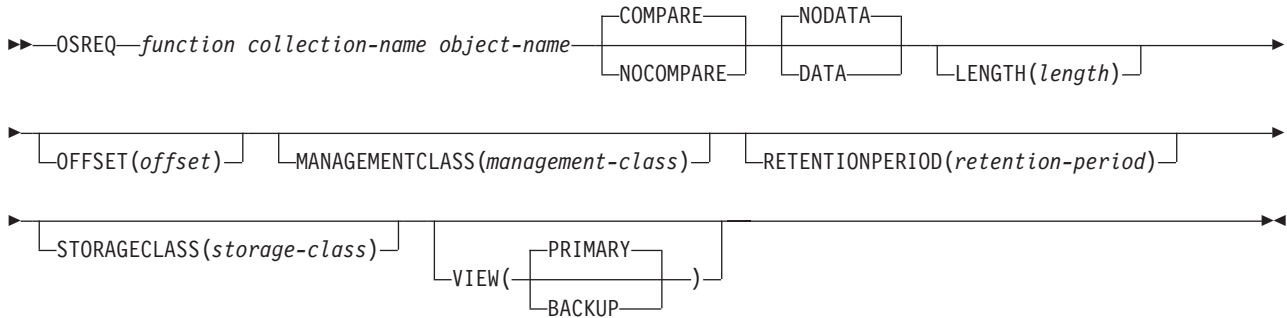 COMPARE NODATA
OSREQ function collection-name object-name
NOCOMPARE DATA LENGTH(length)
OFFSET(offset) MANAGEMENTCLASS(management-class) RETENTIONPERIOD(retention-period)
STORAGECLASS(storage-class) PRIMARY
VIEW( )
BACKUP